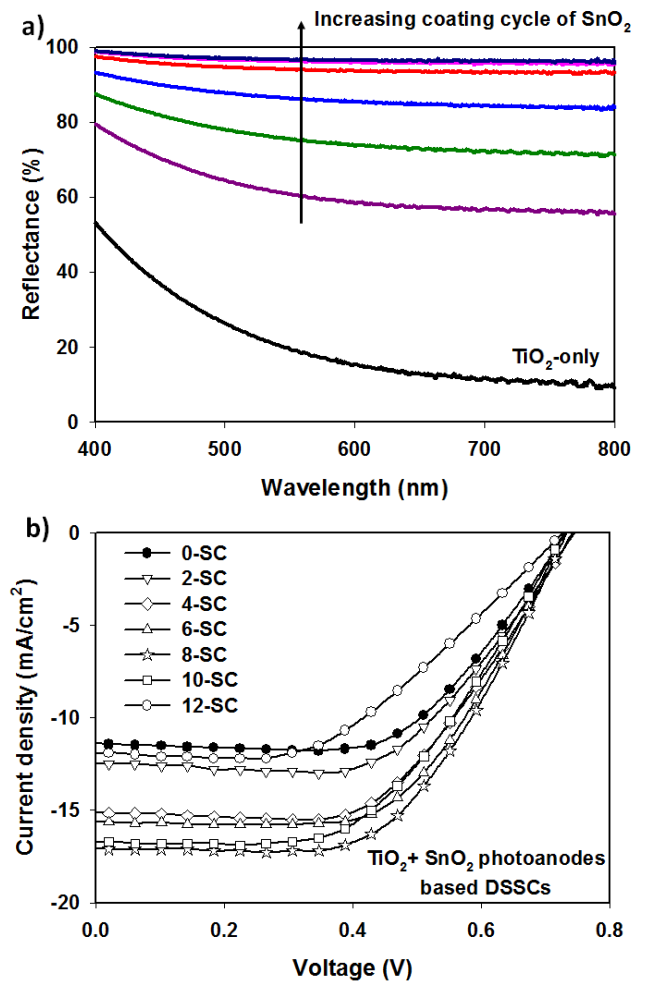 a)
Increasing coating cycle of SnO₂
100
80
60
40
20
0
Reflectance (%)
TiO₂-only
400
500
600
700
800
Wavelength (nm)
b)
0
-5
-10
-15
-20
Current density (mA/cm²)
0-SC
2-SC
4-SC
6-SC
8-SC
10-SC
12-SC
TiO₂+ SnO₂ photoanodes
based DSSCs
0.0
0.2
0.4
0.6
0.8
Voltage (V)